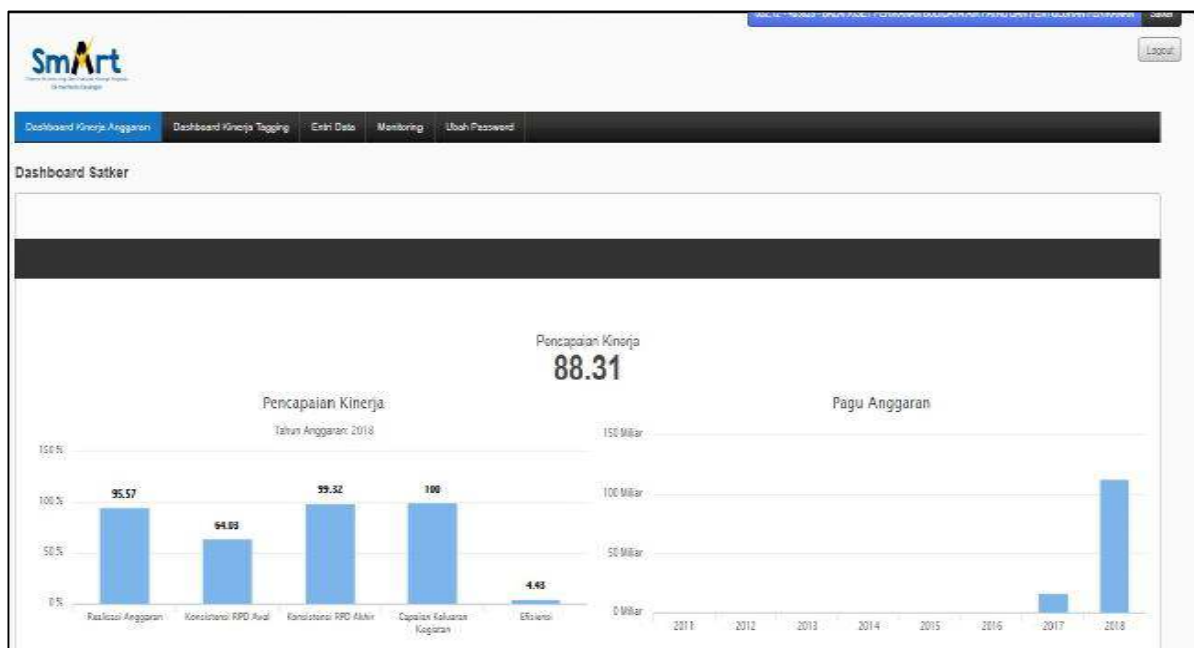 Satker
Logout
SmArt
Dashboard Kinerja Anggaran Dashboard Kinerja Tagging Entri Data Monitoring Ubah Password
Dashboard Satker
Pencapaian Kinerja
88.31
Pencapaian Kinerja
Tahun Anggaran: 2018
150 %
100 %
50 %
0 %
95.57
64.03
99.32
100
4.43
Realisasi Anggaran
Konsistensi RPD Awal
Konsistensi RPD Akhir
Capaian Keluaran
Kegiatan
Efisiensi
Pagu Anggaran
150 Miliar
100 Miliar
50 Miliar
0 Miliar
2011 2012 2013 2014 2015 2016 2017 2018